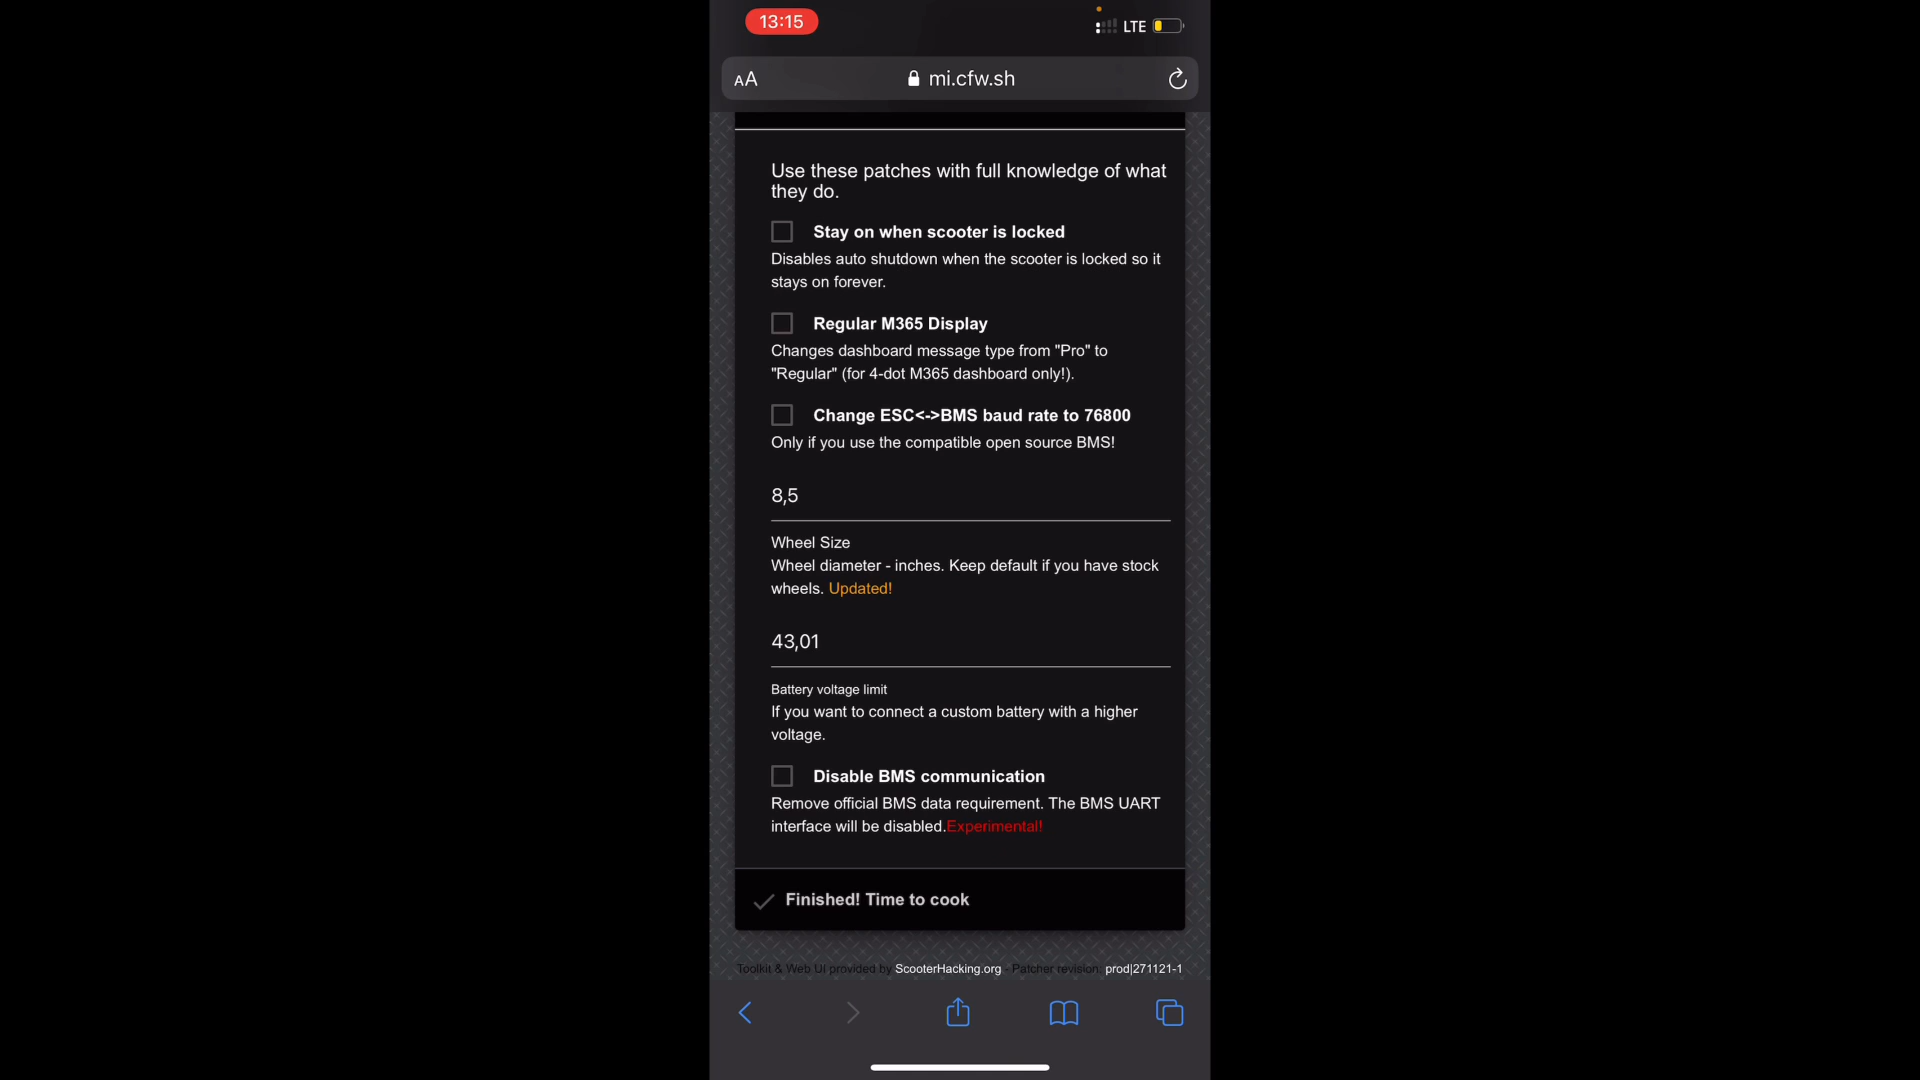 13:15
LTE
AA
mi.cfw.sh
Use these patches with full knowledge of what
they do.
Stay on when scooter is locked
Disables auto shutdown when the scooter is locked so it
stays on forever.
Regular M365 Display
Changes dashboard message type from "Pro" to
"Regular" (for 4-dot M365 dashboard only!).
Change ESC<->BMS baud rate to 76800
Only if you use the compatible open source BMS!
8,5
Wheel Size
Wheel diameter - inches. Keep default if you have stock
wheels. Updated!
43,01
Battery voltage limit
If you want to connect a custom battery with a higher
voltage.
Disable BMS communication
Remove official BMS data requirement. The BMS UART
interface will be disabled.Experimental!
Finished! Time to cook
Toolkit & Web UI provided by ScooterHacking.org - Patcher revision: prod|271121-1